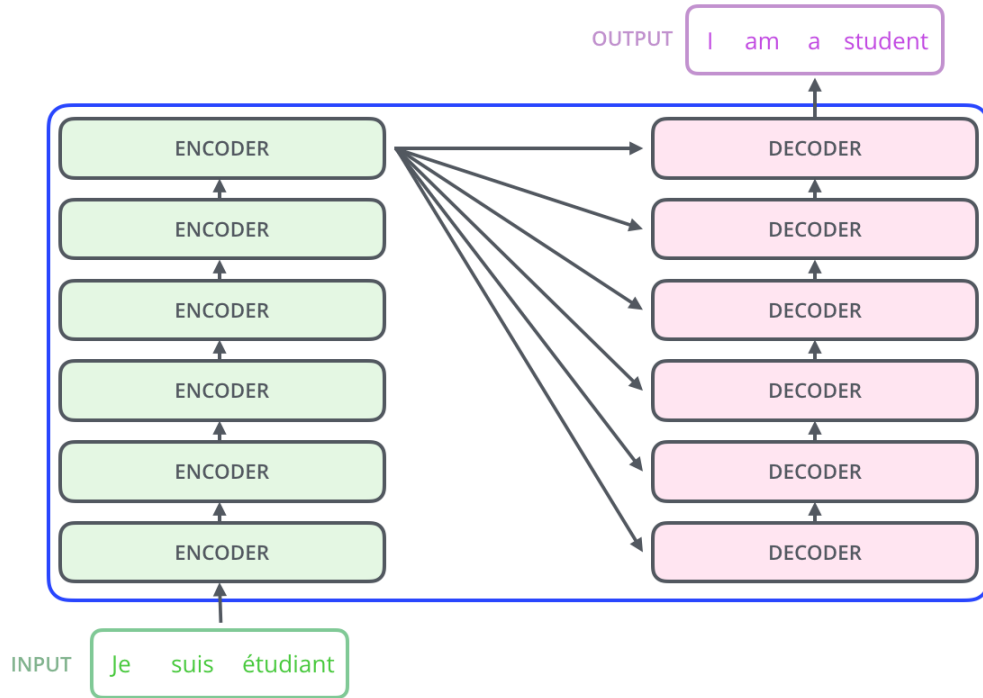 OUTPUT
I am a student
ENCODER
DECODER
ENCODER
DECODER
ENCODER
DECODER
ENCODER
DECODER
ENCODER
DECODER
ENCODER
DECODER
INPUT
Je suis étudiant